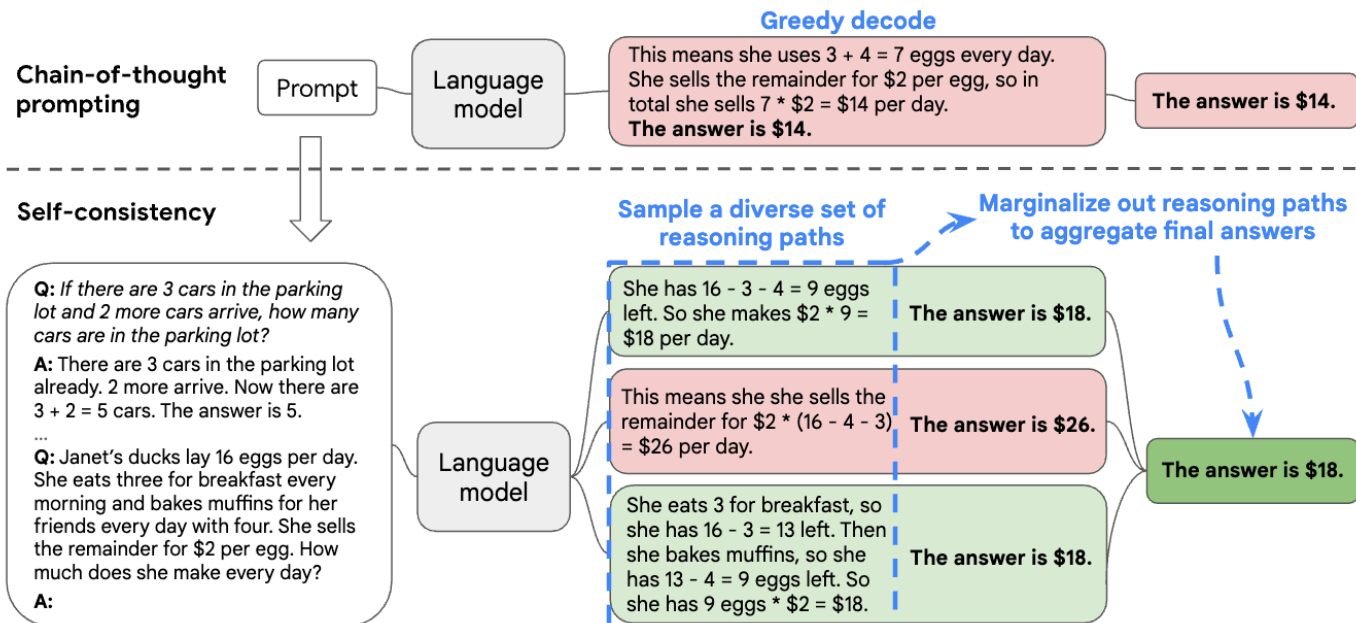 Greedy decode
Chain-of-thought
prompting
Prompt
Language
model
This means she uses 3 + 4 = 7 eggs every day.
She sells the remainder for $2 per egg, so in
total she sells 7 * $2 = $14 per day.
The answer is $14.
The answer is $14.
Self-consistency
Sample a diverse set of
reasoning paths
Marginalize out reasoning paths
to aggregate final answers
Q: If there are 3 cars in the parking
lot and 2 more cars arrive, how many
cars are in the parking lot?
A: There are 3 cars in the parking lot
already. 2 more arrive. Now there are
3 + 2 = 5 cars. The answer is 5.
...
Q: Janet's ducks lay 16 eggs per day.
She eats three for breakfast every
morning and bakes muffins for her
friends every day with four. She sells
the remainder for $2 per egg. How
much does she make every day?
A:
Language
model
She has 16 - 3 - 4 = 9 eggs
left. So she makes $2 * 9 =
$18 per day.
The answer is $18.
This means she she sells the
remainder for $2 * (16 - 4 - 3)
= $26 per day.
The answer is $26.
She eats 3 for breakfast, so
she has 16 - 3 = 13 left. Then
she bakes muffins, so she
has 13 - 4 = 9 eggs left. So
she has 9 eggs * $2 = $18.
The answer is $18.
The answer is $18.